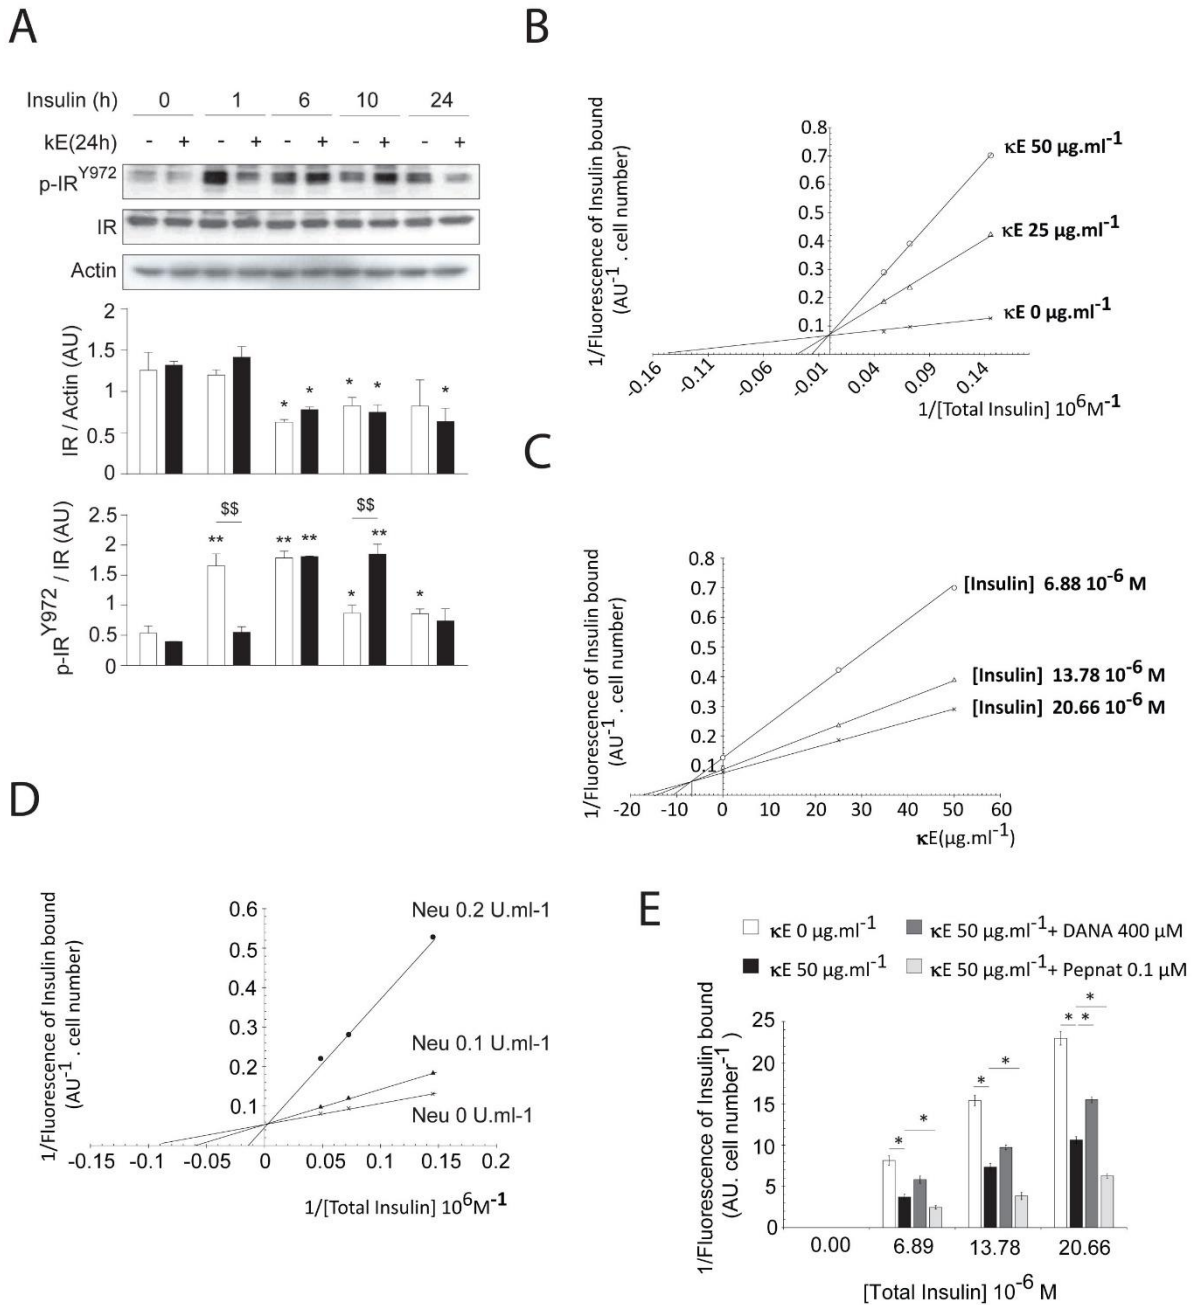 A
Insulin (h) 0 1 6 10 24
kE(24h) - + - + - + - + - +
p-IR^Y972
IR
Actin
2
1.5
1
0.5
0
IR / Actin (AU)
* * * * *
2.5
2
1.5
1
0.5
0
p-IR^Y972 / IR (AU)
$$ $$
** ** ** * ** *
B
1/Fluorescence of Insulin bound
(AU^-1 . cell number)
0.8
0.7
0.6
0.5
0.4
0.3
0.2
0.1
κE 50 µg.ml^-1
κE 25 µg.ml^-1
κE 0 µg.ml^-1
-0.16 -0.11 -0.06 -0.01 0.04 0.09 0.14
1/[Total Insulin] 10^6M^-1
C
1/Fluorescence of Insulin bound
(AU^-1 . cell number)
0.8
0.7
0.6
0.5
0.4
0.3
0.2
0.1
[Insulin] 6.88 10^-6 M
[Insulin] 13.78 10^-6 M
[Insulin] 20.66 10^-6 M
-20 -10 0 10 20 30 40 50 60
κE(µg.ml^-1)
D
1/Fluorescence of Insulin bound
(AU^-1 . cell number)
0.6
0.5
0.4
0.3
0.2
0.1
Neu 0.2 U.ml-1
Neu 0.1 U.ml-1
Neu 0 U.ml-1
-0.15 -0.1 -0.05 0 0.05 0.1 0.15 0.2
1/[Total Insulin] 10^6M^-1
E
κE 0 µg.ml^-1 κE 50 µg.ml^-1+ DANA 400 µM
κE 50 µg.ml^-1 κE 50 µg.ml^-1+ Pepnat 0.1 µM
1/Fluorescence of Insulin bound
(AU. cell number^-1)
25
20
15
10
5
0
* * * * * * *
0.00 6.89 13.78 20.66
[Total Insulin] 10^-6 M